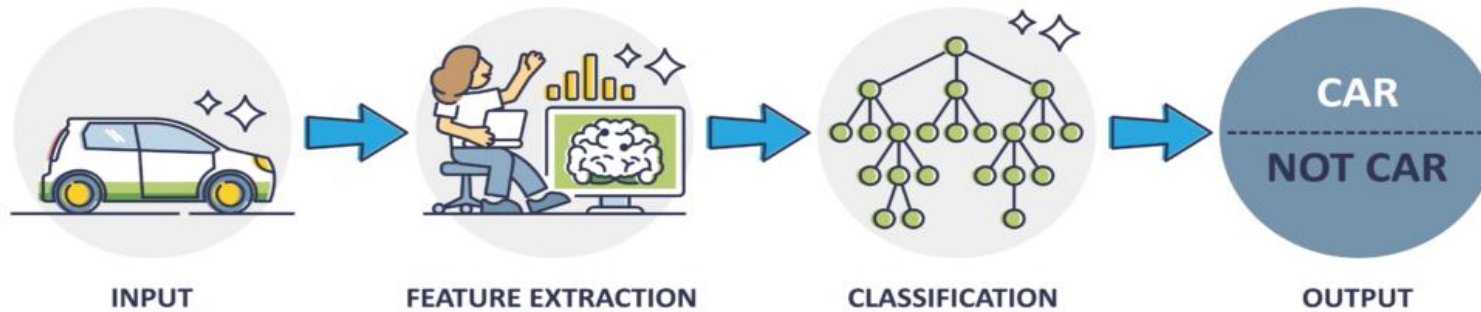 CAR
NOT CAR
INPUT
FEATURE EXTRACTION
CLASSIFICATION
OUTPUT